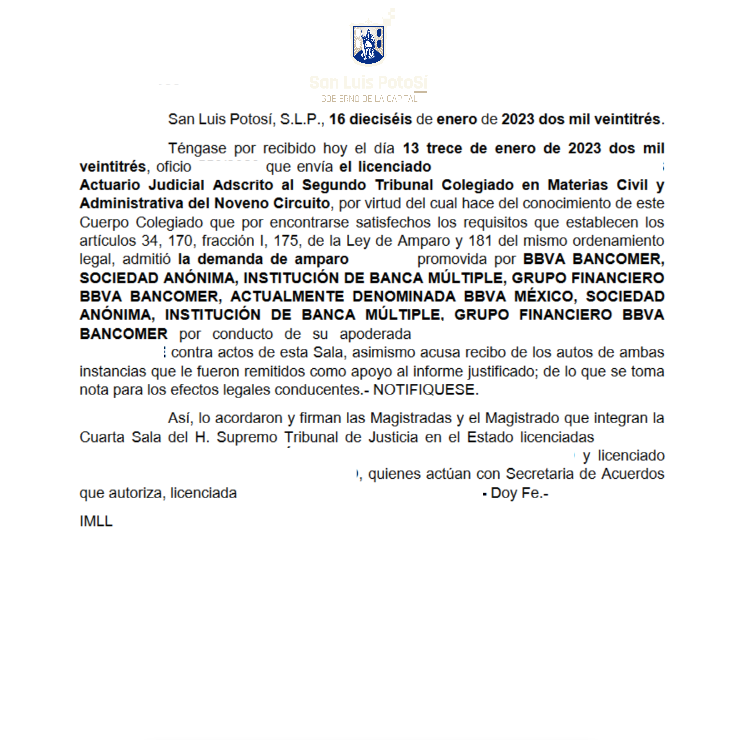 San Luis Potosí
GOBIERNO DE LA CAPITAL
San Luis Potosí, S.L.P., 16 dieciséis de enero de 2023 dos mil veintitrés.
Téngase por recibido hoy el día 13 trece de enero de 2023 dos mil
veintitrés, oficio que envía el licenciado
Actuario Judicial Adscrito al Segundo Tribunal Colegiado en Materias Civil y
Administrativa del Noveno Circuito, por virtud del cual hace del conocimiento de este
Cuerpo Colegiado que por encontrarse satisfechos los requisitos que establecen los
artículos 34, 170, fracción I, 175, de la Ley de Amparo y 181 del mismo ordenamiento
legal, admitió la demanda de amparo promovida por BBVA BANCOMER,
SOCIEDAD ANÓNIMA, INSTITUCIÓN DE BANCA MÚLTIPLE, GRUPO FINANCIERO
BBVA BANCOMER, ACTUALMENTE DENOMINADA BBVA MÉXICO, SOCIEDAD
ANÓNIMA, INSTITUCIÓN DE BANCA MÚLTIPLE, GRUPO FINANCIERO BBVA
BANCOMER por conducto de su apoderada
contra actos de esta Sala, asimismo acusa recibo de los autos de ambas
instancias que le fueron remitidos como apoyo al informe justificado; de lo que se toma
nota para los efectos legales conducentes.- NOTIFIQUESE.
Así, lo acordaron y firman las Magistradas y el Magistrado que integran la
Cuarta Sala del H. Supremo Tribunal de Justicia en el Estado licenciadas
y licenciado
, quienes actúan con Secretaria de Acuerdos
que autoriza, licenciada - Doy Fe.-
IMLL